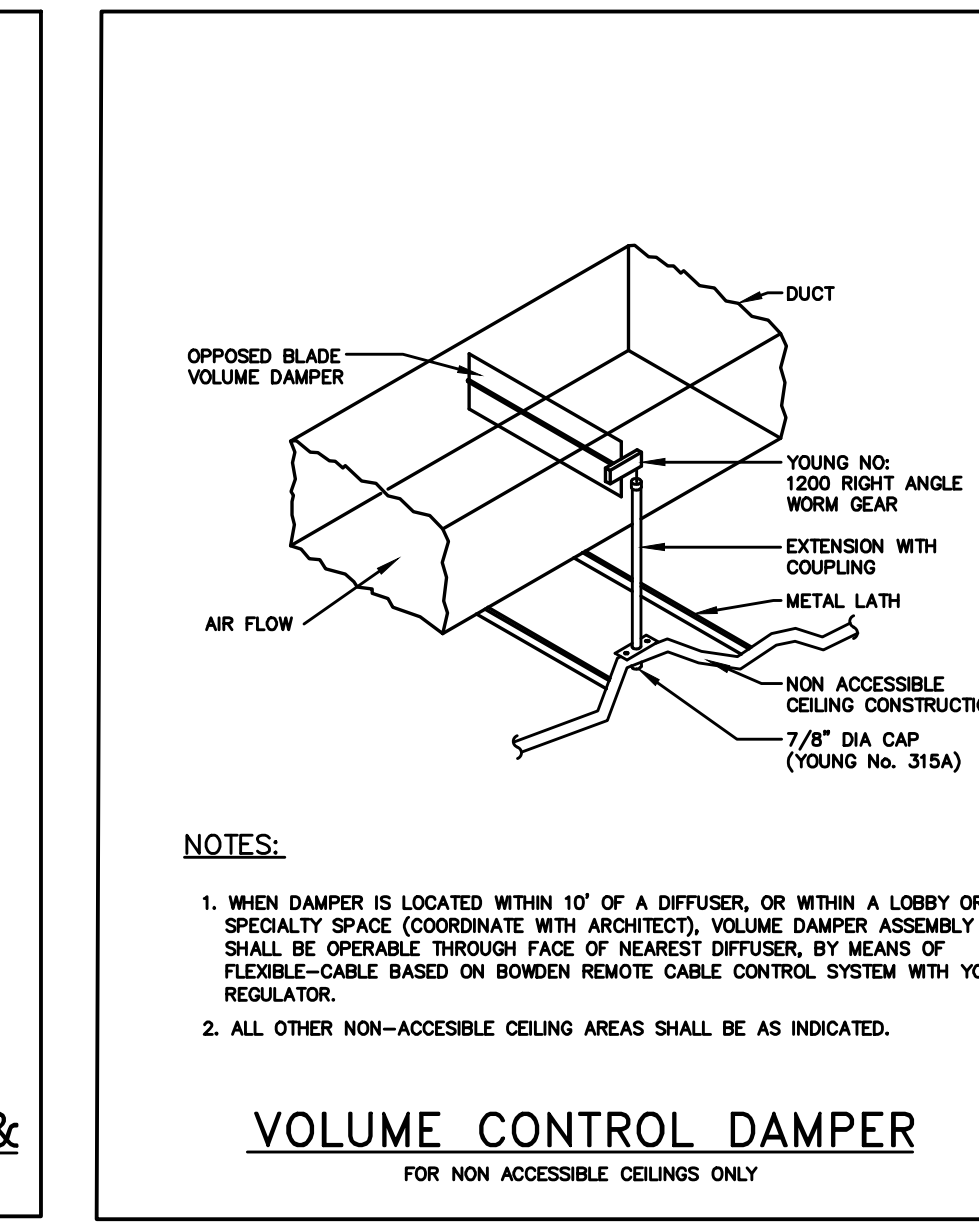 DUCT
OPPOSED BLADE
VOLUME DAMPER
YOUNG NO:
1200 RIGHT ANGLE
WORM GEAR
EXTENSION WITH
COUPLING
METAL LATH
AIR FLOW
NON ACCESSIBLE
CEILING
7/8" DIA CAP
(YOUNG No. 315A)
NOTES:
1. WHEN DAMPER IS LOCATED WITHIN 10' OF A DIFFUSER, OR WITHIN A LOBBY OR
SPECIALTY SPACE (COORDINATE WITH ARCHITECT), VOLUME DAMPER ASSEMBLY
SHALL BE OPERABLE THROUGH FACE OF NEAREST DIFFUSER, BY MEANS OF
FLEXIBLE-CABLE BASED ON BOWDEN REMOTE CABLE CONTROL SYSTEM WITH
REGULATOR.
2. ALL OTHER NON-ACCESIBLE CEILING AREAS SHALL BE AS INDICATED.
&
VOLUME CONTROL DAMPER
FOR NON ACCESSIBLE CEILINGS ONLY